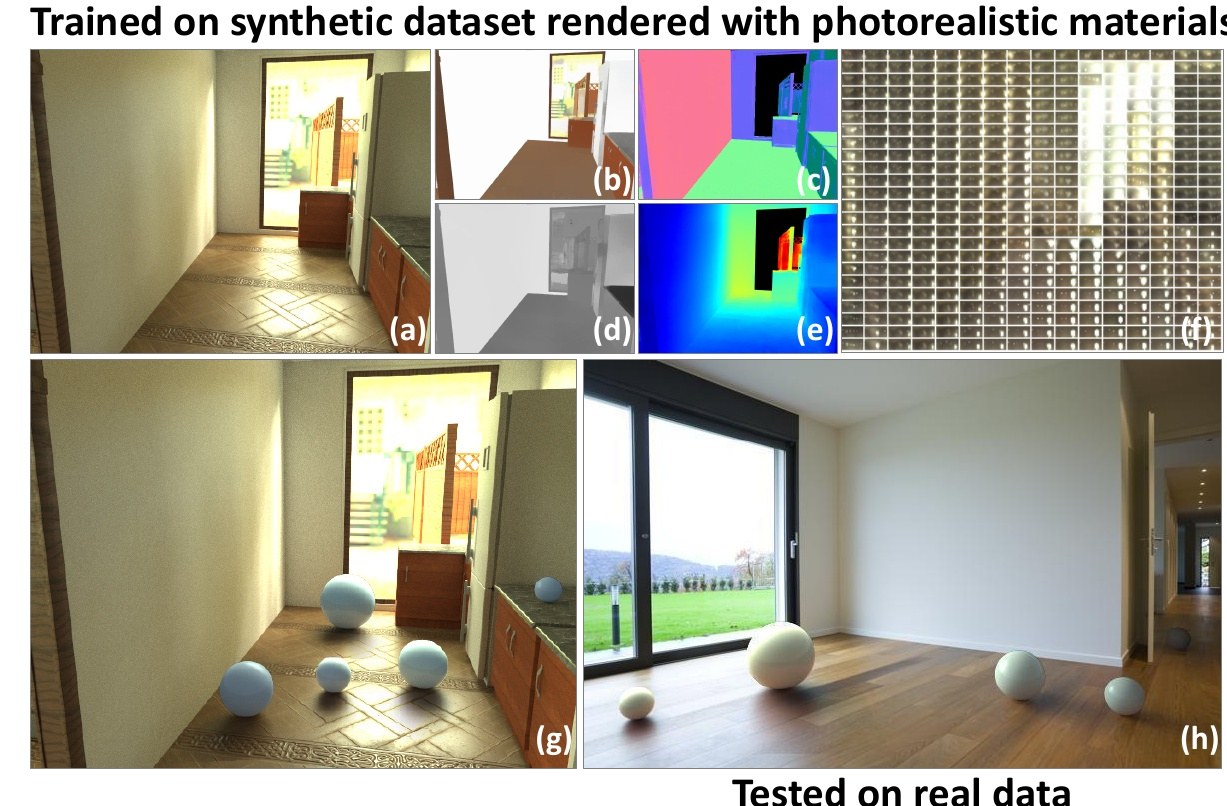 Trained on synthetic dataset rendered with photorealistic materials
(a)
(b)
(c)
(d)
(e)
(f)
(g)
(h)
Tested on real data